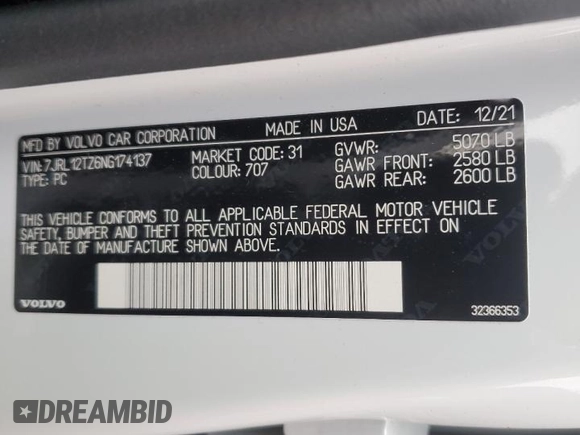 MFD BY VOLVO CAR CORPORATION MADE IN USA DATE: 12/21
VIN: 7JRL12TZ6NG174137 MARKET CODE: 31 GVWR: 5070 LB
TYPE: PC COLOUR: 707 GAWR FRONT: 2580 LB
GAWR REAR: 2600 LB
THIS VEHICLE CONFORMS TO ALL APPLICABLE FEDERAL MOTOR VEHICLE
SAFETY, BUMPER AND THEFT PREVENTION STANDARDS IN EFFECT ON
THE DATE OF MANUFACTURE SHOWN ABOVE.
VOLVO 32366353
DREAMBID